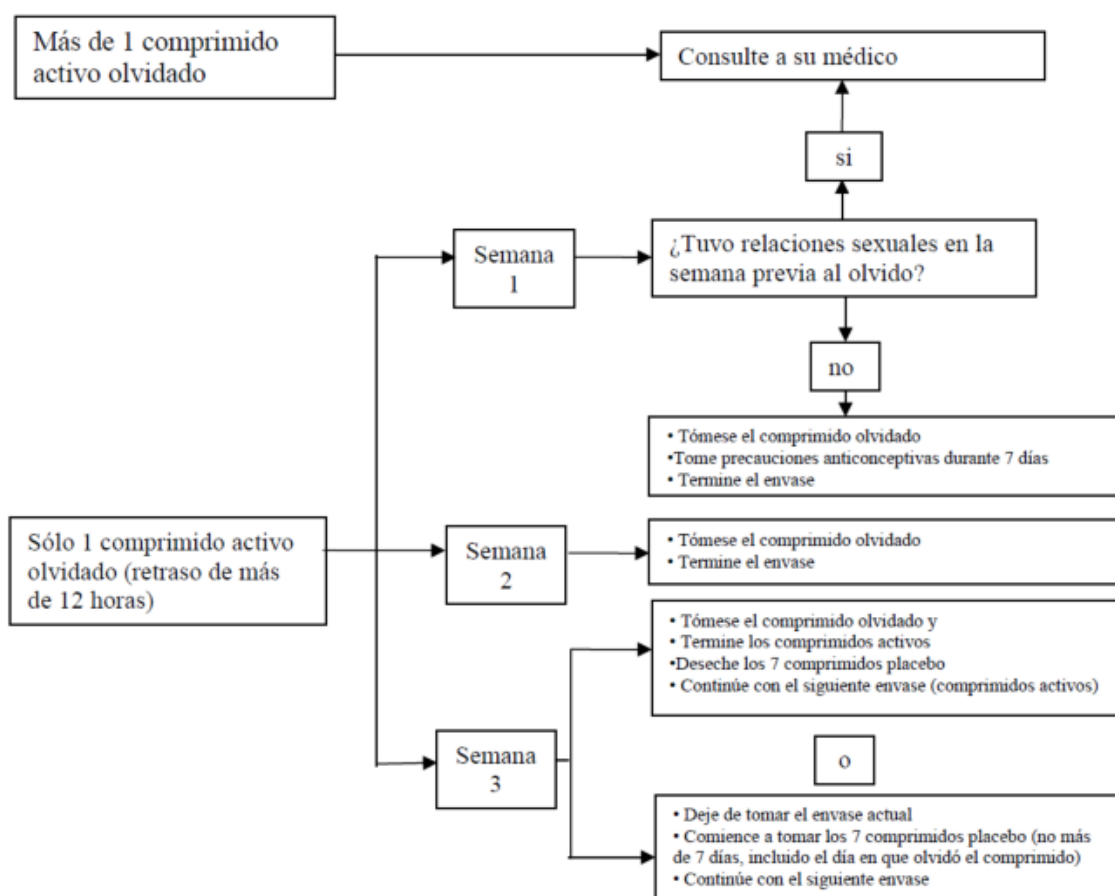 Más de 1 comprimido
activo olvidado
Consulte a su médico
si
Semana
1
¿Tuvo relaciones sexuales en la
semana previa al olvido?
no
• Tómese el comprimido olvidado
•Tome precauciones anticonceptivas durante 7 días
• Termine el envase
Sólo 1 comprimido activo
olvidado (retraso de más
de 12 horas)
Semana
2
• Tómese el comprimido olvidado
• Termine el envase
Semana
3
• Tómese el comprimido olvidado y
• Termine los comprimidos activos
•Deseche los 7 comprimidos placebo
• Continúe con el siguiente envase (comprimidos activos)
o
• Deje de tomar el envase actual
• Comience a tomar los 7 comprimidos placebo (no más
de 7 días, incluido el día en que olvidó el comprimido)
• Continúe con el siguiente envase